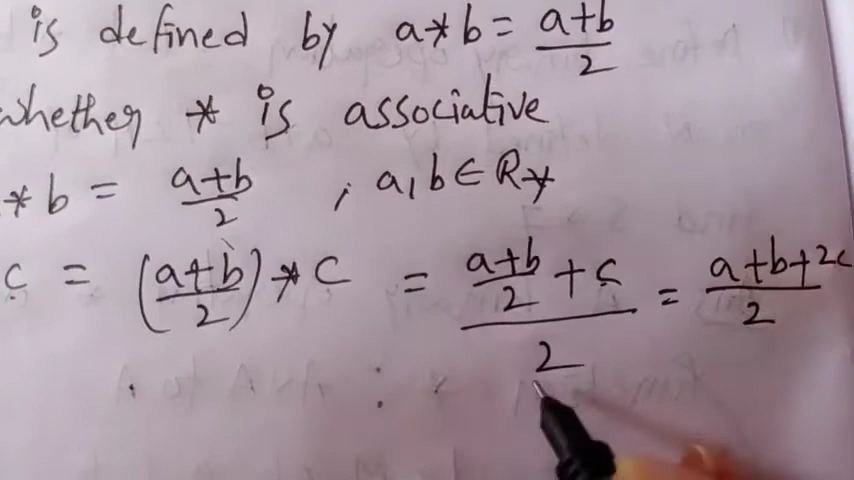 is defined by a*b = a+b/2
whether * is associative
*b = a+b/2 , a,b ∈ R
c = (a+b/2) * c = (a+b/2 + c)/2 = a+b+2c/2